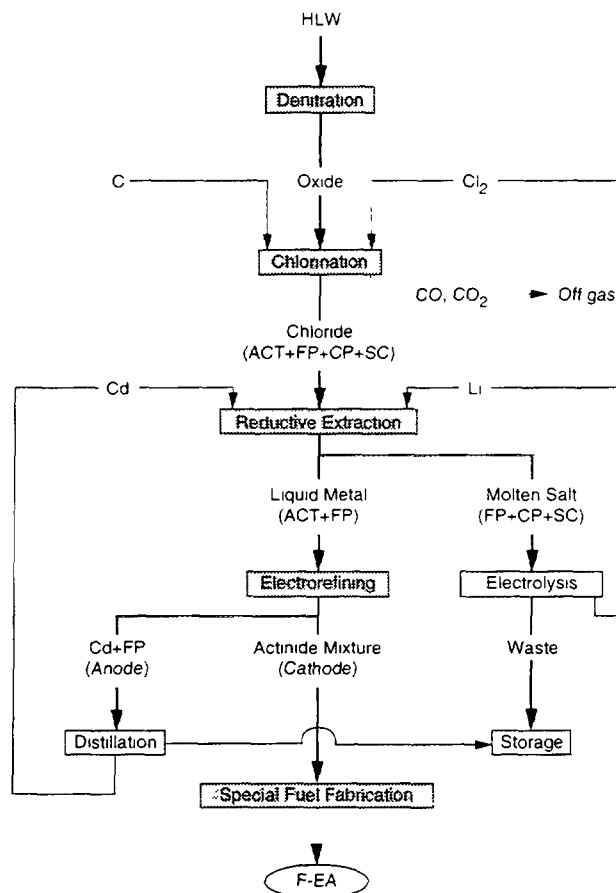 HLW
Denitration
C
Oxide
Cl2
Chlorination
CO, CO2
Off gas
Chloride
(ACT+FP+CP+SC)
Cd
Li
Reductive Extraction
Liquid Metal
(ACT+FP)
Molten Salt
(FP+CP+SC)
Electrorefining
Electrolysis
Cd+FP
(Anode)
Actinide Mixture
(Cathode)
Waste
Distillation
Storage
Special Fuel Fabrication
F-EA